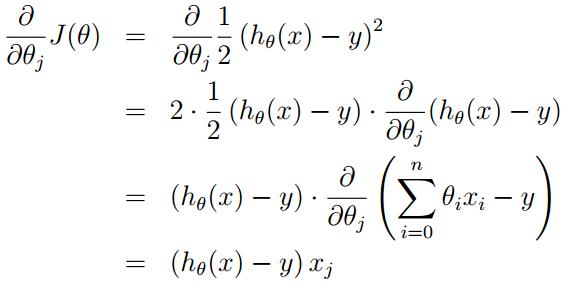 ∂/∂θ_j J(θ) = ∂/∂θ_j 1/2 (h_θ(x) − y)²
= 2 · 1/2 (h_θ(x) − y) · ∂/∂θ_j (h_θ(x) − y)
= (h_θ(x) − y) · ∂/∂θ_j (∑_{i=0}^{n} θ_i x_i − y)
= (h_θ(x) − y) x_j